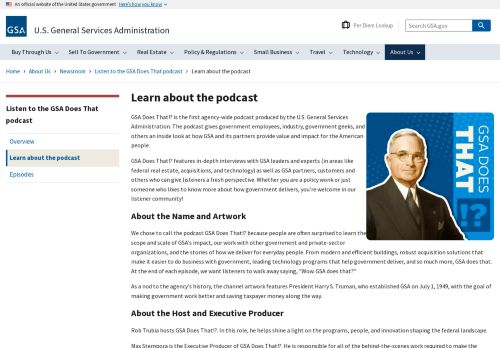 An official website of the United States government Here's how you know
GSA
U.S. General Services Administration
Per Diem Lookup
Search GSA.gov
Buy Through Us
Sell To Government
Real Estate
Policy & Regulations
Small Business
Travel
Technology
About Us
Home › About Us › Newsroom › Listen to the GSA Does That podcast › Learn about the podcast
Listen to the GSA Does That
podcast
Overview
Learn about the podcast
Episodes
Learn about the podcast
GSA Does That!? is the first agency-wide podcast produced by the U.S. General Services
Administration. The podcast gives government employees, industry, government geeks, and
others an inside look at how GSA and its partners provide value and impact for the American
people.
GSA Does That!? features in-depth interviews with GSA leaders and experts (in areas like
federal real estate, acquisitions, and technology) as well as GSA partners, customers and
others who can give listeners a fresh perspective. Whether you are a policy wonk or just
someone who likes to know more about how government delivers, you're welcome in our
listener community!
GSA DOES
THAT
!?
About the Name and Artwork
We chose to call the podcast GSA Does That!? because people are often surprised to learn the
scope and scale of GSA's impact, our work with other government and private-sector
organizations, and the stories of how we deliver for everyday people. From modern and efficient buildings, robust acquisition solutions that
make it easier to do business with government, leading technology programs that help government deliver, and so much more, GSA does that.
At the end of each episode, we want listeners to walk away saying, "Wow. GSA does that?"
As a nod to the agency's history, the channel artwork features President Harry S. Truman, who established GSA on July 1, 1949, with the goal of
making government work better and saving taxpayer money along the way.
About the Host and Executive Producer
Rob Trubia hosts GSA Does That!?. In this role, he helps shine a light on the programs, people, and innovation shaping the federal landscape.
Max Stempora is the Executive Producer of GSA Does That!?. He is responsible for all of the behind-the-scenes work required to make the